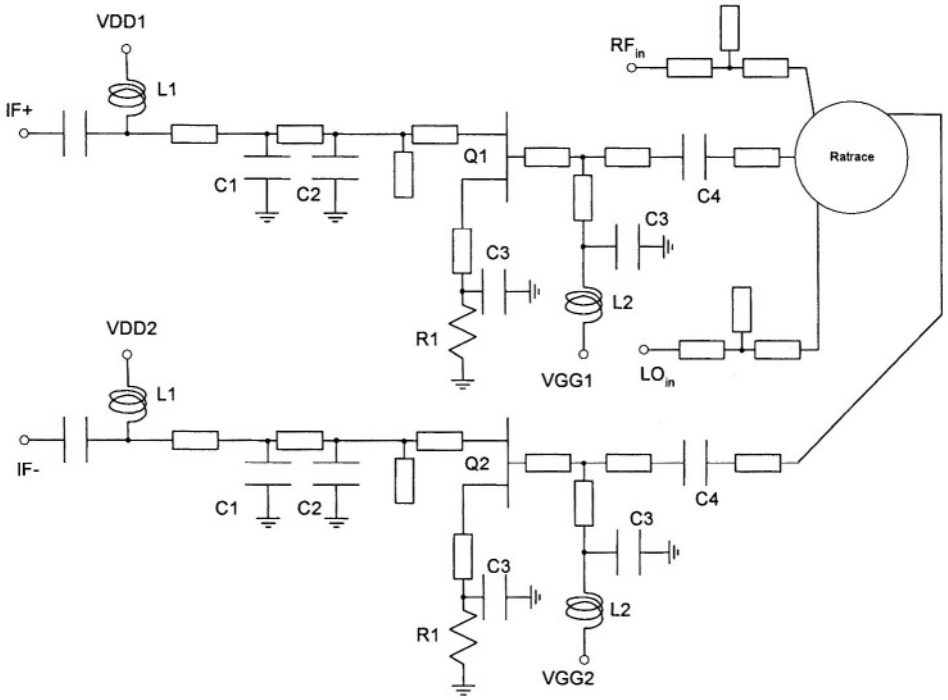 VDD1
RFin
L1
IF+
Q1
Ratrace
C1
C2
C4
C3
C3
L2
R1
VDD2
VGG1
LOin
L1
IF-
Q2
C1
C2
C4
C3
C3
L2
R1
VGG2